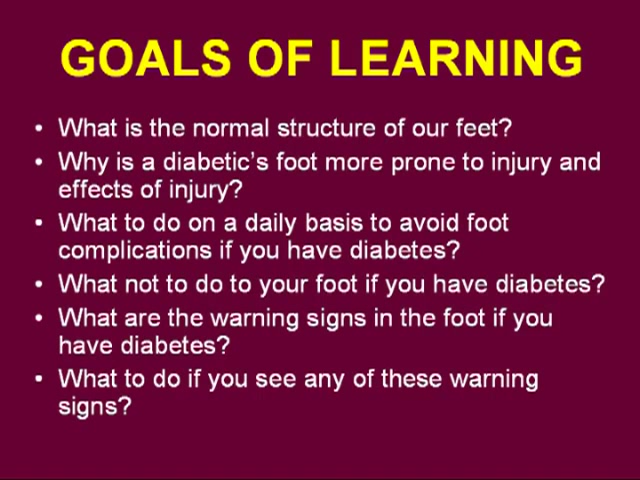 GOALS OF LEARNING
• What is the normal structure of our feet?
• Why is a diabetic's foot more prone to injury and
effects of injury?
• What to do on a daily basis to avoid foot
complications if you have diabetes?
• What not to do to your foot if you have diabetes?
• What are the warning signs in the foot if you
have diabetes?
• What to do if you see any of these warning
signs?